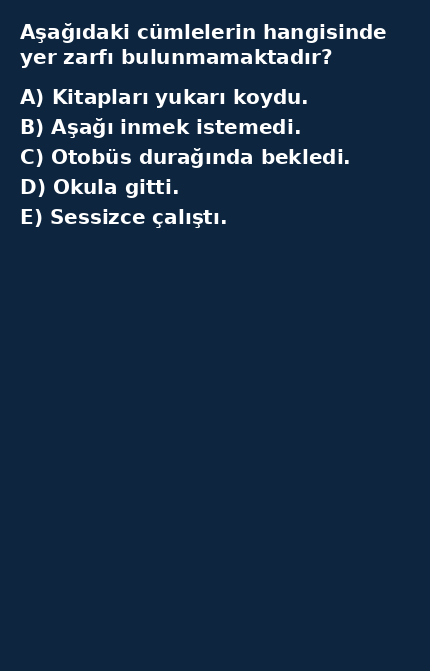 Aşağıdaki cümlelerin hangisinde
yer zarfı bulunmamaktadır?
A) Kitapları yukarı koydu.
B) Aşağı inmek istemedi.
C) Otobüs durağında bekledi.
D) Okula gitti.
E) Sessizce çalıştı.